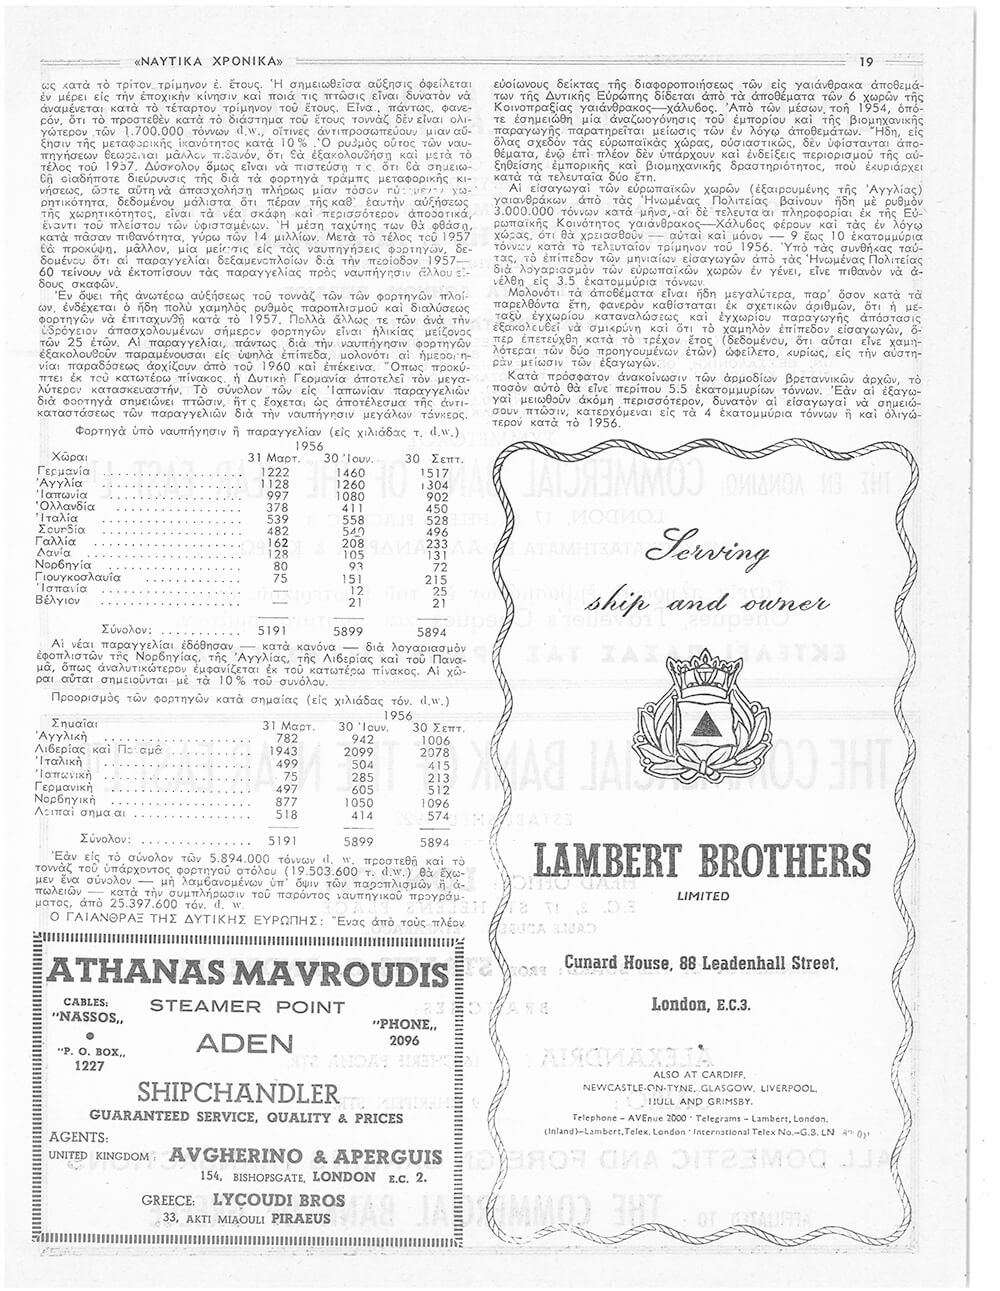 «ΝΑΥΤΙΚΑ ΧΡΟΝΙΚΑ»
19
ως κατὰ τὸ τρίτον τρίμηνον ἐ. ἔτους. Ἡ σημειωθεῖσα αὔξησις ὀφείλεται
ἐν μέρει εἰς τὴν ἐποχικὴν κίνησιν καὶ ποιά τις πτῶσις εἶναι δυνατὸν νὰ
ἀναμένεται κατὰ τὸ τέταρτον τρίμηνον τοῦ ἔτους. Εἶνα., πάντως, φανε-
ρόν, ὅτι τὸ προστεθὲν κατὰ τὸ διάστημα τοῦ ἔτους τοννὰζ δὲν εἶναι ὀλι-
γώτερον τῶν 1.700.000 τόννων d.w., οἵτινες ἀντιπροσωπεύουν μίαν αὔ-
ξησιν τῆς μεταφορικῆς ἱκανότητος κατὰ 10%. Ὁ ρυθμὸς οὗτος τῶν ναυ-
πηγήσεων θεωρεῖται μᾶλλον πιθανόν, ὅτι θὰ ἐξακολουθήσῃ καὶ μετὰ τὸ
τέλος τοῦ 1957. Δύσκολον ὅμως εἶναι νὰ πιστεύσῃ τις, ὅτι θὰ σημειω-
θῇ οἱαδήποτε διεύρυνσις τῆς διὰ τὰ φορτηγὰ τράμπς μεταφορικῆς κι-
νήσεως, ὥστε αὕτη νὰ ἀπασχολήσῃ πλήρως μίαν τόσον ηὐξημένην χω-
ρητικότητα, δεδομένου μάλιστα, ὅτι πέραν τῆς καθ' ἑαυτὴν αὐξήσεως
τῆς χωρητικότητος, εἶναι τὰ νέα σκάφη καὶ περισσότερον ἀποδοτικά,
ἔναντι τοῦ πλείστου τῶν ὑφισταμένων. Ἡ μέση ταχύτης των θὰ φθάσῃ,
κατὰ πᾶσαν πιθανότητα, γύρω τῶν 14 μιλλίων. Μετὰ τὸ τέλος τοῦ 1957
θὰ προκύψῃ, μᾶλλον, μία μείωσις εἰς τὰς ναυπηγήσεις φορτηγῶν, δε-
δομένου ὅτι αἱ παραγγελίαι δεξαμενοπλοίων διὰ τὴν περίοδον 1957—
60 τείνουν νὰ ἐκτοπίσουν τὰς παραγγελίας πρὸς ναυπήγησιν ἄλλου εἴ-
δους σκαφῶν.
Ἐν ὄψει τῆς ἀνωτέρω αὐξήσεως τοῦ τοννὰζ τῶν τῶν φορτηγῶν πλοί-
ων, ἐνδέχεται ὁ ἤδη πολὺ χαμηλὸς ρυθμὸς παροπλισμοῦ καὶ διαλύσεως
φορτηγῶν νὰ ἐπιταχυνθῇ κατὰ τὸ 1957. Πολλὰ ἄλλως τε τῶν ἀνὰ τὴν
ὑδρόγειον ἀπασχολουμένων σήμερον φορτηγῶν εἶναι ἡλικίας μείζονος
τῶν 25 ἐτῶν. Αἱ παραγγελίαι, πάντως διὰ τὴν ναυπήγησιν φορτηγῶν
ἐξακολουθοῦν παραμένουσαι εἰς ὑψηλὰ ἐπίπεδα, μολονότι αἱ ἡμερομη-
νίαι παραδόσεως ἀρχίζουν ἀπὸ τοῦ 1960 καὶ ἐπέκεινα. Ὅπως προκύ-
πτει ἐκ τοῦ κατωτέρω πίνακος, ἡ Δυτικὴ Γερμανία ἀποτελεῖ τὸν μεγα-
λύτερον κατασκευαστήν. Τὸ σύνολον τῶν εἰς Ἰαπωνίαν παραγγελιῶν
διὰ φορτηγὰ σημειώνει πτῶσιν, ἥτις ἔρχεται ὡς ἀποτέλεσμα τῆς ἀντι-
καταστάσεως τῶν παραγγελιῶν διὰ τὴν ναυπήγησιν μεγάλων τάνκερς.
Φορτηγὰ ὑπὸ ναυπήγησιν ἢ παραγγελίαν (εἰς χιλιάδας τ. d.w.)
1956
Χῶραι 31 Μαρτ. 30 Ἰουν. 30 Σεπτ.
Γερμανία 1222 1460 1517
Ἀγγλία 1128 1260 1304
Ἰαπωνία 997 1080 902
Ὁλλανδία 378 411 450
Ἰταλία 539 558 528
Σουηδία 482 540 496
Γαλλία 162 208 233
Δανία 128 105 131
Νορβηγία 80 93 72
Γιουγκοσλαυΐα 75 151 215
Ἱσπανία — 12 25
Βέλγιον — 21 21
Σύνολον: 5191 5899 5894
Αἱ νέαι παραγγελίαι ἐδόθησαν — κατὰ κανόνα — διὰ λογαριασμὸν
ἐφοπλιστῶν τῆς Νορβηγίας, τῆς Ἀγγλίας, τῆς Λιβερίας καὶ τοῦ Πανα-
μᾶ, ὅπως ἀναλυτικώτερον ἐμφανίζεται ἐκ τοῦ κατωτέρω πίνακος. Αἱ χῶ-
ραι αὗται σημειοῦνται μὲ τὰ 10% τοῦ συνόλου.
Προορισμὸς τῶν φορτηγῶν κατὰ σημαίας (εἰς χιλιάδας τόν. d.w.)
1956
Σημαῖαι 31 Μαρτ. 30 Ἰουν. 30 Σεπτ.
Ἀγγλικὴ 782 942 1006
Λιβερίας καὶ Παναμᾶ 1943 2099 2078
Ἰταλικὴ 499 504 415
Ἰαπωνικὴ 75 285 213
Γερμανικὴ 497 605 512
Νορβηγικὴ 877 1050 1096
Λοιπαὶ σημαῖαι 518 414 574
Σύνολον: 5191 5899 5894
Ἐὰν εἰς τὸ σύνολον τῶν 5.894.000 τόννων d. w. προστεθῇ καὶ τὸ
τοννὰζ τοῦ ὑπάρχοντος φορτηγοῦ στόλου (19.503.600 τ. d.w.) θὰ ἔχω-
μεν ἕνα σύνολον — μὴ λαμβανομένων ὑπ' ὄψιν τῶν παροπλισμῶν ἢ ἀ-
πωλειῶν — κατὰ τὴν συμπλήρωσιν τοῦ παρόντος ναυπηγικοῦ προγράμ-
ματος, ἀπὸ 25.397.600 τόν. d. w.
Ο ΓΑΙΑΝΘΡΑΞ ΤΗΣ ΔΥΤΙΚΗΣ ΕΥΡΩΠΗΣ: Ἕνας ἀπὸ τοὺς πλέον
ATHANAS MAVROUDIS
CABLES:
"NASSOS,,
STEAMER POINT
"PHONE,,
2096
ADEN
"P. O. BOX,,
1227
SHIPCHANDLER
GUARANTEED SERVICE, QUALITY & PRICES
AGENTS:
UNITED KINGDOM: AVGHERINO & APERGUIS
154, BISHOPSGATE, LONDON E.C. 2.
GREECE: LYCOUDI BROS
33, AKTI MIAOULI PIRAEUS
εὐοίωνους δείκτας τῆς διαφοροποιήσεως τῶν εἰς γαιάνθρακα ἀποθεμά-
των τῆς Δυτικῆς Εὐρώπης δίδεται ἀπὸ τὰ ἀποθέματα τῶν 6 χωρῶν τῆς
Κοινοπραξίας γαιάνθρακος—χάλυβος. Ἀπὸ τῶν μέσων τοῦ 1954, ὁπό-
τε ἐσημειώθη μία ἀναζωογόνησις τοῦ ἐμπορίου καὶ τῆς βιομηχανικῆς
παραγωγῆς παρατηρεῖται μείωσις τῶν ἐν λόγῳ ἀποθεμάτων. Ἤδη, εἰς
ὅλας σχεδὸν τὰς εὐρωπαϊκὰς χώρας, οὐσιαστικῶς, δὲν ὑφίστανται ἀπο-
θέματα, ἐνῷ ἐπὶ πλέον δὲν ὑπάρχουν καὶ ἐνδείξεις περιορισμοῦ τῆς αὐ-
ξηθείσης ἐμπορικῆς καὶ βιομηχανικῆς δραστηριότητος, ποὺ ἐκυριάρχει
κατὰ τὰ τελευταῖα δύο ἔτη.
Αἱ εἰσαγωγαὶ τῶν εὐρωπαϊκῶν χωρῶν (ἐξαιρουμένης τῆς Ἀγγλίας)
γαιανθράκων ἀπὸ τὰς Ἡνωμένας Πολιτείας βαίνουν ἤδη μὲ ρυθμὸν
3.000.000 τόννων κατὰ μῆνα, αἱ δὲ τελευταῖαι πληροφορίαι ἐκ τῆς Εὐ-
ρωπαϊκῆς Κοινότητος γαιάνθρακος—Χάλυβος φέρουν καὶ τὰς ἐν λόγῳ
χώρας, ὅτι θὰ χρειασθοῦν — αὗται καὶ μόνον — 9 ἕως 10 ἑκατομμύρια
τόννων κατὰ τὸ τελευταῖον τρίμηνον τοῦ 1956. Ὑπὸ τὰς συνθήκας ταύ-
τας, τὸ ἐπίπεδον τῶν μηνιαίων εἰσαγωγῶν ἀπὸ τὰς Ἡνωμένας Πολιτείας
διὰ λογαριασμὸν τῶν εὐρωπαϊκῶν χωρῶν ἐν γένει, εἶνε πιθανὸν νὰ ἀ-
νέλθῃ εἰς 3.5 ἑκατομμύρια τόννων.
Μολονότι τὰ ἀποθέματα εἶναι ἤδη μεγαλύτερα, παρ' ὅσον κατὰ τὰ
παρελθόντα ἔτη, φανερὸν καθίσταται ἐκ σχετικῶν ἀριθμῶν, ὅτι ἡ με-
ταξὺ ἐγχωρίου καταναλώσεως καὶ ἐγχωρίου παραγωγῆς ἀπόστασις
ἐξακολουθεῖ νὰ σμικρύνῃ καὶ ὅτι τὸ χαμηλὸν ἐπίπεδον εἰσαγωγῶν, ὅ-
περ ἐπετεύχθη κατὰ τὸ τρέχον ἔτος (δεδομένου, ὅτι αὗται εἶνε χαμη-
λότεραι τῶν δύο προηγουμένων ἐτῶν) ὠφείλετο, κυρίως, εἰς τὴν αὐστη-
ρὰν μείωσιν τῶν ἐξαγωγῶν.
Κατὰ πρόσφατον ἀνακοίνωσιν τῶν ἁρμοδίων βρεταννικῶν ἀρχῶν, τὸ
ποσὸν αὐτὸ θὰ εἶνε περίπου 5.5 ἑκατομμυρίων τόννων. Ἐὰν αἱ ἐξαγω-
γαὶ μειωθοῦν ἀκόμη περισσότερον, δυνατὸν αἱ εἰσαγωγαὶ νὰ σημειώ-
σουν πτῶσιν, κατερχόμεναι εἰς τὰ 4 ἑκατομμύρια τόννων ἢ καὶ ὀλιγώ-
τερον κατὰ τὸ 1956.
Serving
ship and owner
LAMBERT BROTHERS
LIMITED
Cunard House, 88 Leadenhall Street,
London, E.C.3.
ALSO AT CARDIFF,
NEWCASTLE-ON-TYNE, GLASGOW, LIVERPOOL,
HULL AND GRIMSBY.
Telephone - AVEnue 2000 · Telegrams - Lambert, London.
(Inland)—Lambert,Telex, London · International Telex No.—G.B. LN